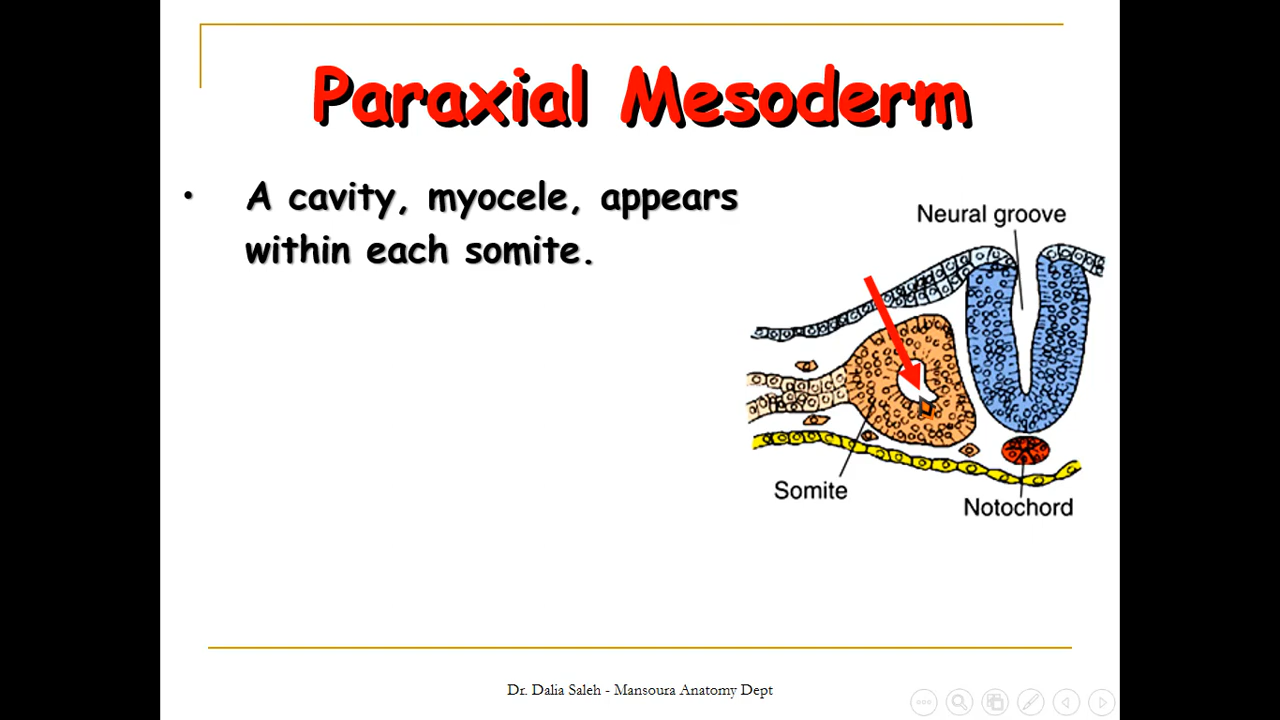 Paraxial Mesoderm
• A cavity, myocele, appears
within each somite.
Neural groove
Somite
Notochord
Dr. Dalia Saleh - Mansoura Anatomy Dept